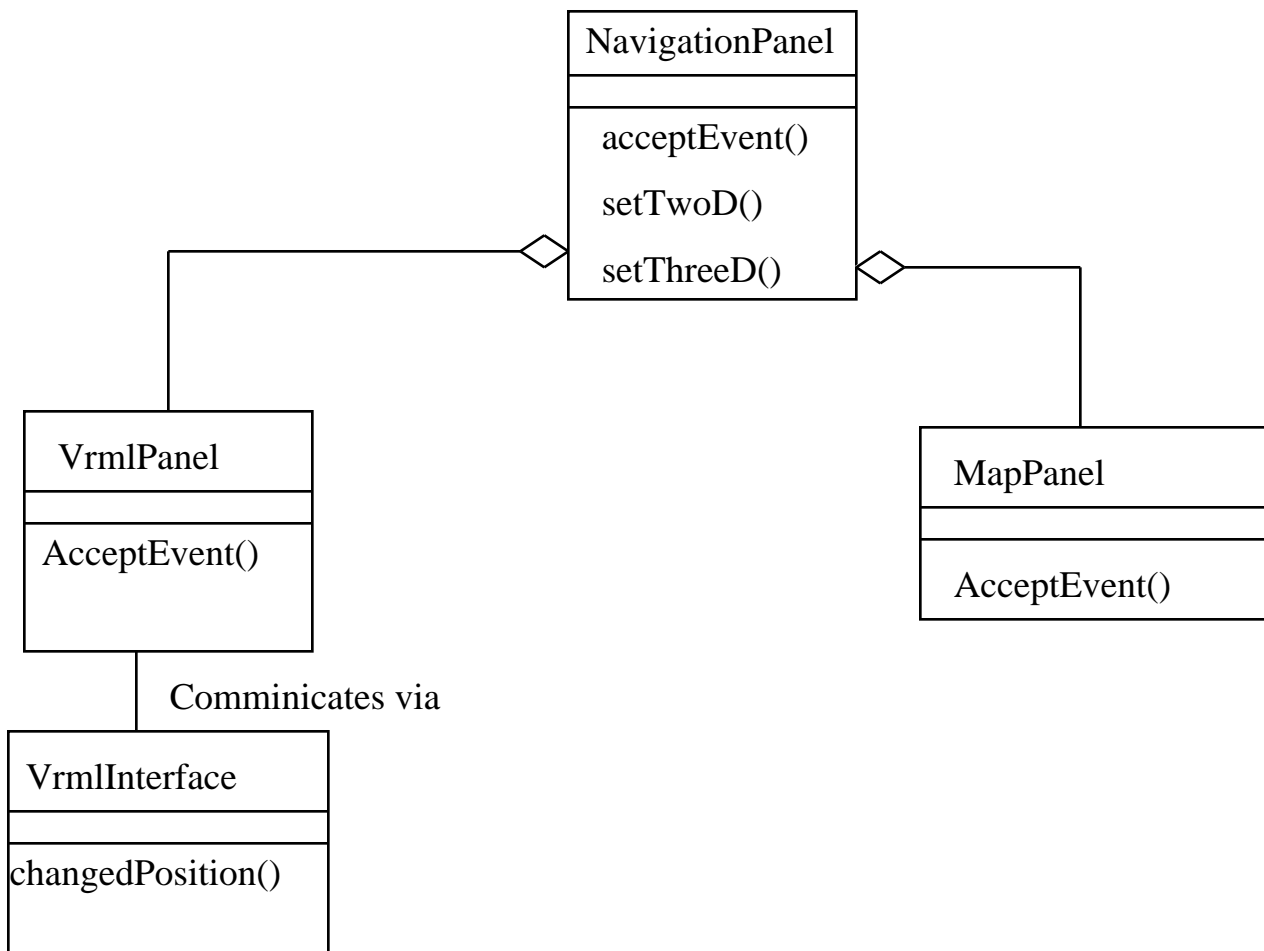 NavigationPanel
acceptEvent()
setTwoD()
setThreeD()
VrmlPanel
AcceptEvent()
MapPanel
AcceptEvent()
Comminicates via
VrmlInterface
changedPosition()